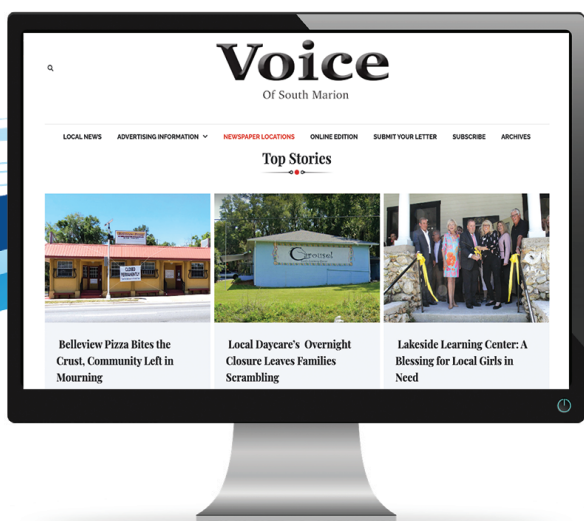 Voice
Of South Marion
LOCAL NEWS ADVERTISING INFORMATION NEWSPAPER LOCATIONS ONLINE EDITION SUBMIT YOUR LETTER SUBSCRIBE ARCHIVES
Top Stories
CLOSED
PERMANENTLY
Carousel
Belleview Pizza Bites the
Crust, Community Left in
Mourning
Local Daycare's Overnight
Closure Leaves Families
Scrambling
Lakeside Learning Center: A
Blessing for Local Girls in
Need